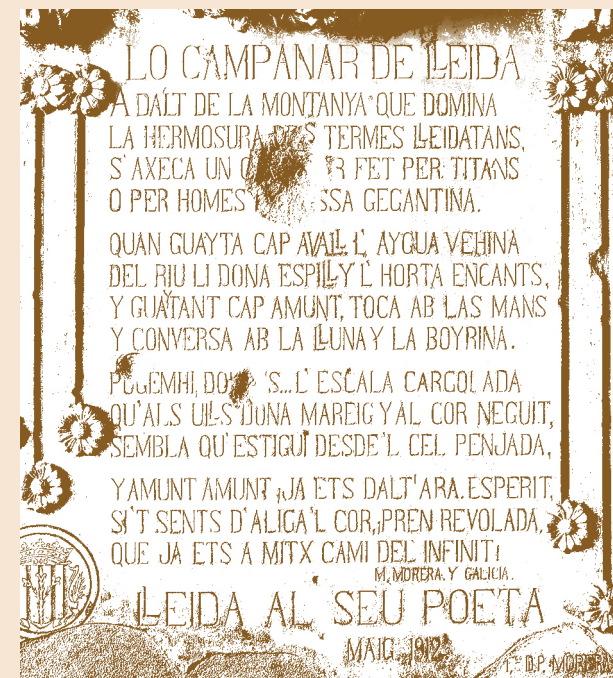 LO CAMPANAR DE LLEIDA
A DALT DE LA MONTANYA QUE DOMINA
LA HERMOSURA TERMES LLEIDATANS,
S'AXECA UN FET PER TITANS
O PER HOMES GEGANTINA.
QUAN GUAYTA CAP AVALL L'AYGUA VEHINA
DEL RIU LI DONA ESPILL Y L'HORTA ENCANTS,
Y GUAYTANT CAP AMUNT, TOCA AB LAS MANS
Y CONVERSA AB LA LLUNA Y LA BOYRINA.
PUGEMHI, L'ESCALA CARGOLADA
QU'ALS ULLS DONA MAREIG Y AL COR NEGUIT,
SEMBLA QU'ESTIGUI DESDE'L CEL PENJADA,
Y AMUNT AMUNT, JA ETS DALT! ARA, ESPERIT,
SI'T SENTS D'ALIGA'L COR, PREN REVOLADA,
QUE JA ETS A MITX CAMI DEL INFINIT!
M. MORERA Y GALICIA.
LLEIDA AL SEU POETA
MAIG 1912
D.P. MORERA